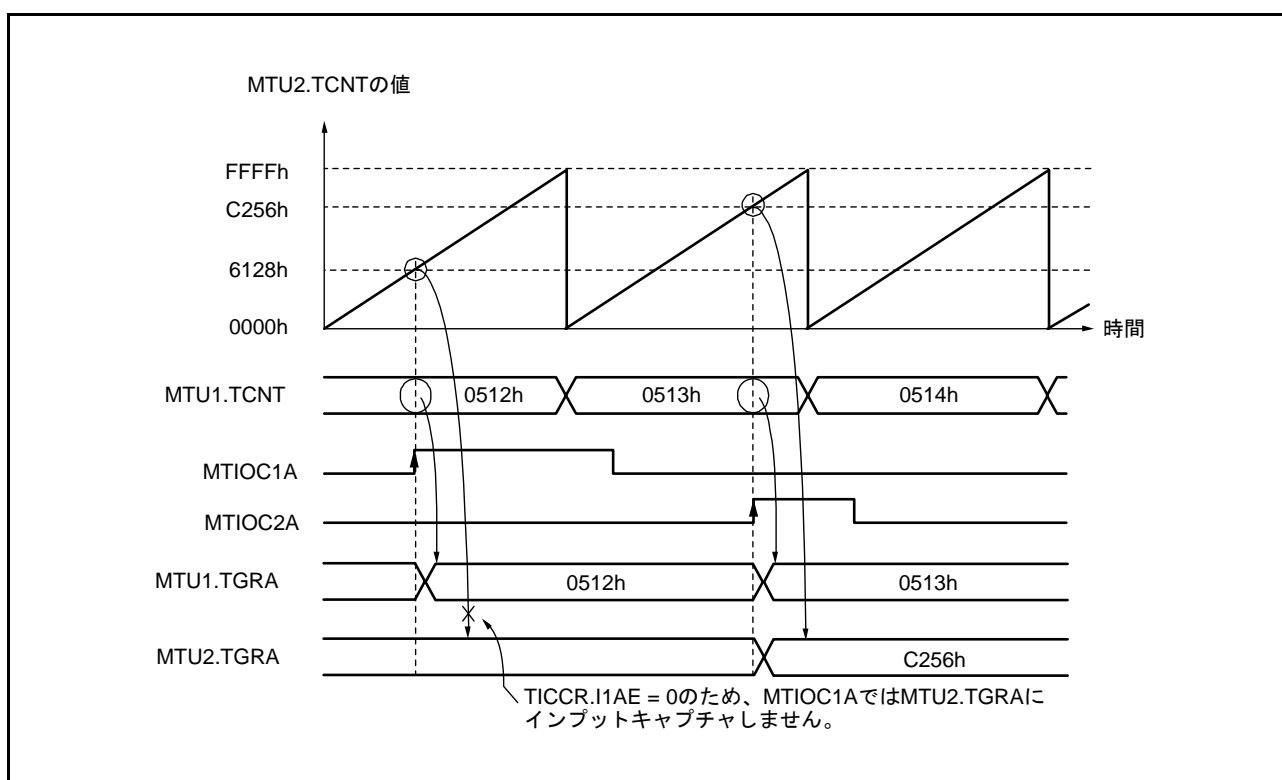 MTU2.TCNTの値
FFFFh
C256h
6128h
0000h
時間
MTU1.TCNT
0512h
0513h
0514h
MTIOC1A
MTIOC2A
MTU1.TGRA
0512h
0513h
MTU2.TGRA
C256h
TICCR.I1AE = 0のため、MTIOC1AではMTU2.TGRAに
インプットキャプチャしません。